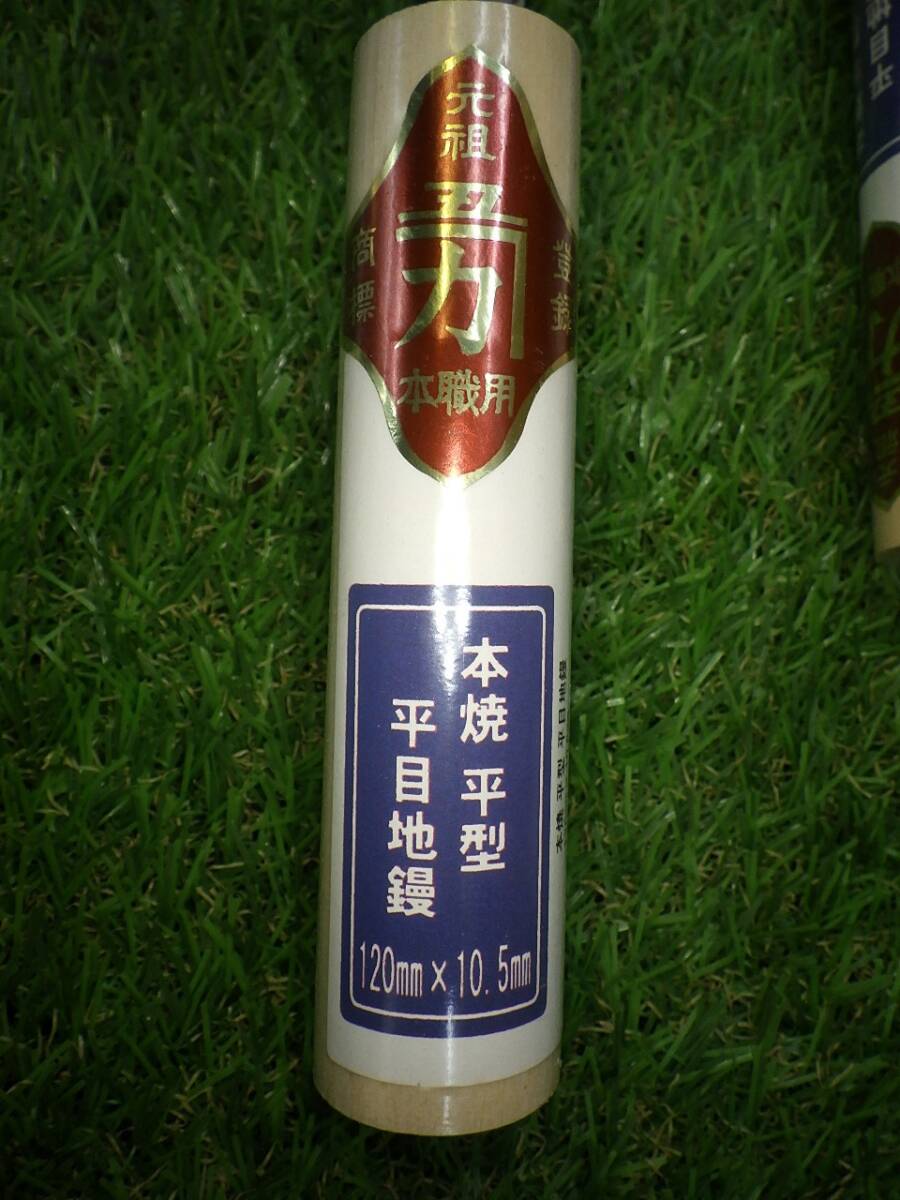 元祖
カ
商標
登録
本職用
本焼 平型
平目地鏝
120mm×10.5mm
本焼 平型 平目地鏝